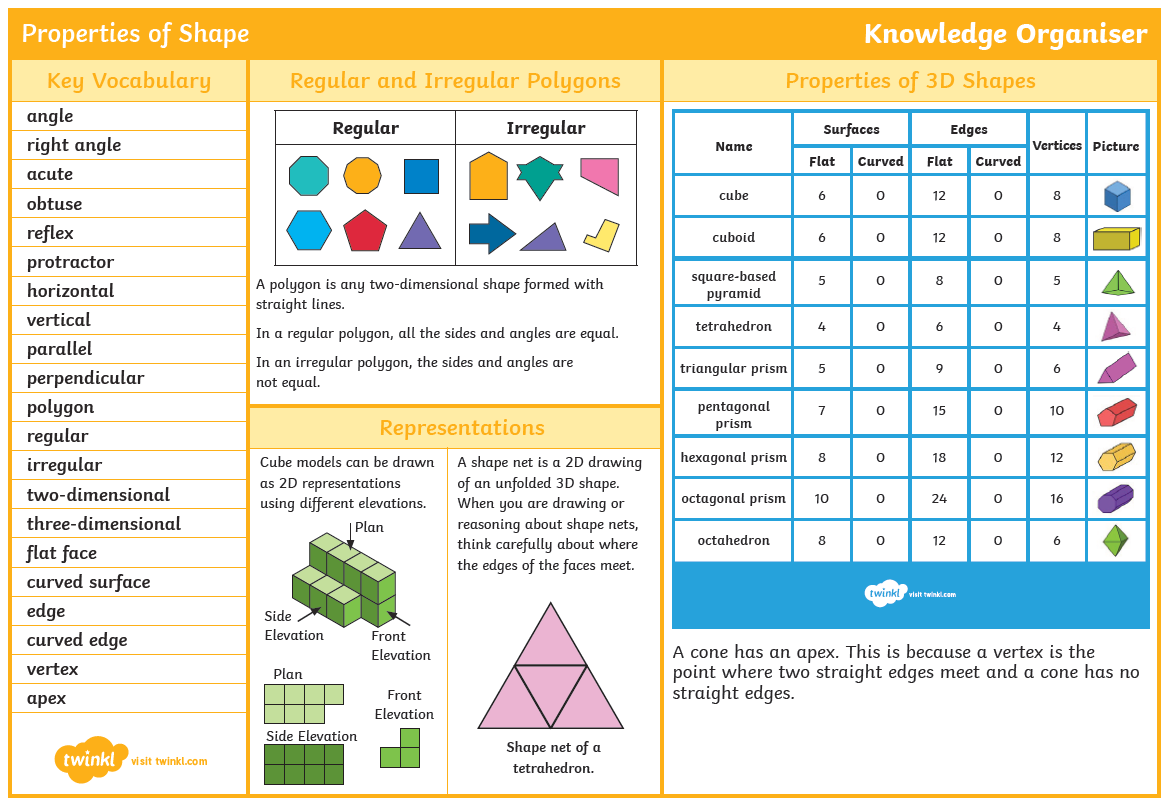 Properties of Shape
Knowledge Organiser
Key Vocabulary
angle
right angle
acute
obtuse
reflex
protractor
horizontal
vertical
parallel
perpendicular
polygon
regular
irregular
two-dimensional
three-dimensional
flat face
curved surface
edge
curved edge
vertex
apex
twinkl visit twinkl.com
Regular and Irregular Polygons
Regular Irregular
A polygon is any two-dimensional shape formed with
straight lines.
In a regular polygon, all the sides and angles are equal.
In an irregular polygon, the sides and angles are
not equal.
Representations
Cube models can be drawn
as 2D representations
using different elevations.
Plan
Side
Elevation
Front
Elevation
Plan
Side Elevation
Front
Elevation
A shape net is a 2D drawing
of an unfolded 3D shape.
When you are drawing or
reasoning about shape nets,
think carefully about where
the edges of the faces meet.
Shape net of a
tetrahedron.
Properties of 3D Shapes
Name Surfaces Edges Vertices Picture
Flat Curved Flat Curved
cube 6 0 12 0 8
cuboid 6 0 12 0 8
square-based
pyramid 5 0 8 0 5
tetrahedron 4 0 6 0 4
triangular prism 5 0 9 0 6
pentagonal
prism 7 0 15 0 10
hexagonal prism 8 0 18 0 12
octagonal prism 10 0 24 0 16
octahedron 8 0 12 0 6
twinkl visit twinkl.com
A cone has an apex. This is because a vertex is the
point where two straight edges meet and a cone has no
straight edges.